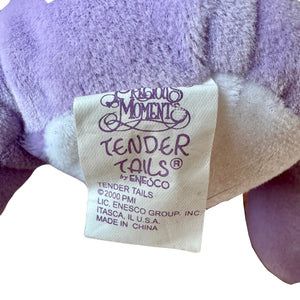 Precious
Moments
TENDER
TAILS®
by ENESCO
TENDER TAILS
©2000 PMI
LIC. ENESCO GROUP, INC.
ITASCA, IL U.S.A.
MADE IN CHINA